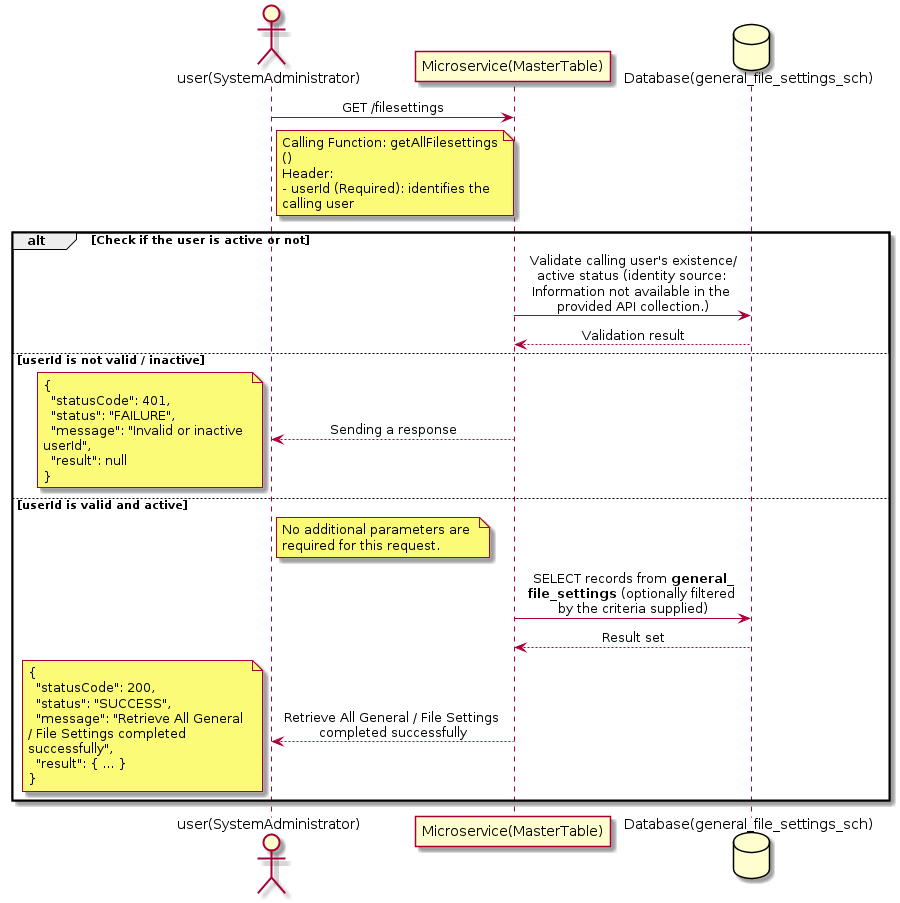 user(SystemAdministrator)
Microservice(MasterTable)
Database(general_file_settings_sch)
GET /filesettings
Calling Function: getAllFilesettings
()
Header:
- userId (Required): identifies the
calling user
alt
[Check if the user is active or not]
Validate calling user's existence/
active status (identity source:
Information not available in the
provided API collection.)
Validation result
[userId is not valid / inactive]
{
"statusCode": 401,
"status": "FAILURE",
"message": "Invalid or inactive
userId",
"result": null
}
Sending a response
[userId is valid and active]
No additional parameters are
required for this request.
SELECT records from general_
file_settings (optionally filtered
by the criteria supplied)
Result set
{
"statusCode": 200,
"status": "SUCCESS",
"message": "Retrieve All General
/ File Settings completed
successfully",
"result": { ... }
}
Retrieve All General / File Settings
completed successfully
user(SystemAdministrator)
Microservice(MasterTable)
Database(general_file_settings_sch)